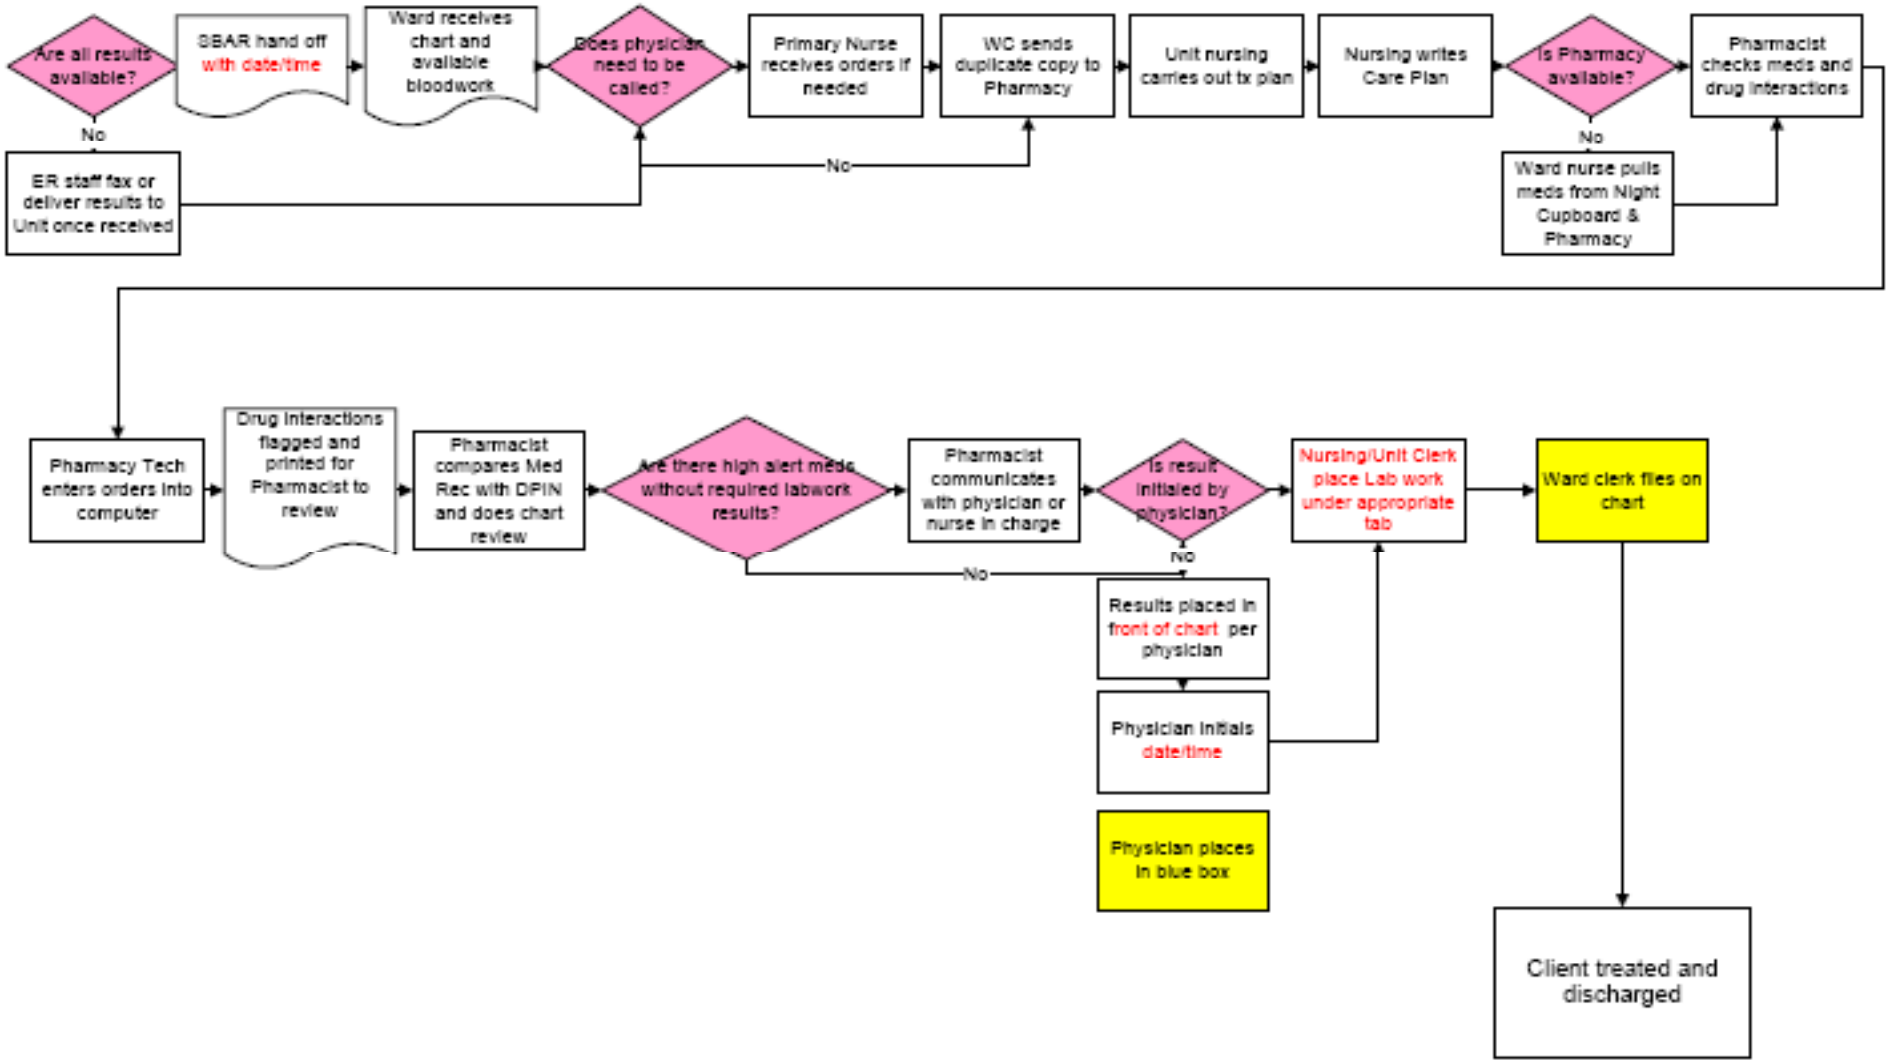 Are all results
available?
SBAR hand off
with date/time
Ward receives
chart and
available
bloodwork
Does physician
need to be
called?
Primary Nurse
receives orders if
needed
WC sends
duplicate copy to
Pharmacy
Unit nursing
carries out tx plan
Nursing writes
Care Plan
Is Pharmacy
available?
Pharmacist
checks meds and
drug interactions
No
No
No
ER staff fax or
deliver results to
Unit once received
Ward nurse pulls
meds from Night
Cupboard &
Pharmacy
Pharmacy Tech
enters orders into
computer
Drug Interactions
flagged and
printed for
Pharmacist to
review
Pharmacist
compares Med
Rec with DPIN
and does chart
review
Are there high alert meds
without required labwork
results?
Pharmacist
communicates
with physician or
nurse in charge
Is result
initialed by
physician?
Nursing/Unit Clerk
place Lab work
under appropriate
tab
Ward clerk files on
chart
No
No
Results placed in
front of chart per
physician
Physician initials
date/time
Physician places
in blue box
Client treated and
discharged